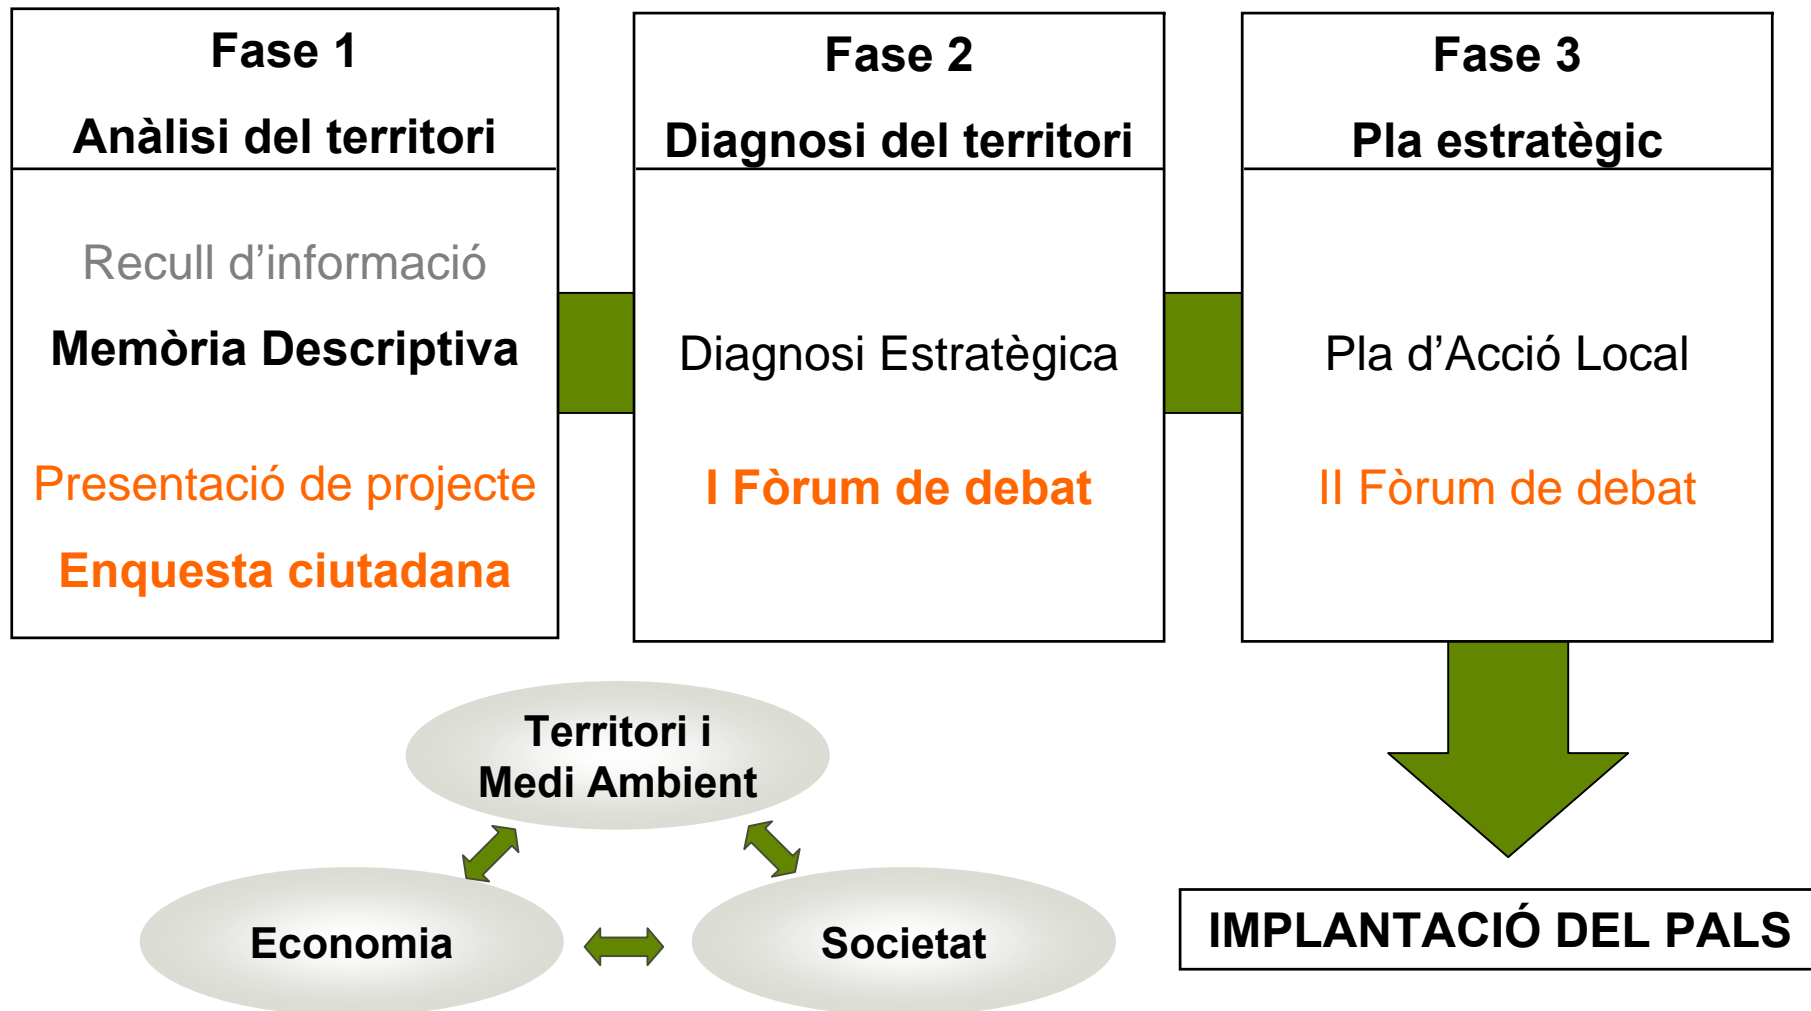 Fase 1
Anàlisi del territori
Recull d’informació
Memòria Descriptiva
Presentació de projecte
Enquesta ciutadana
Fase 2
Diagnosi del territori
Diagnosi Estratègica
I Fòrum de debat
Fase 3
Pla estratègic
Pla d’Acció Local
II Fòrum de debat
Territori i
Medi Ambient
Economia
Societat
IMPLANTACIÓ DEL PALS